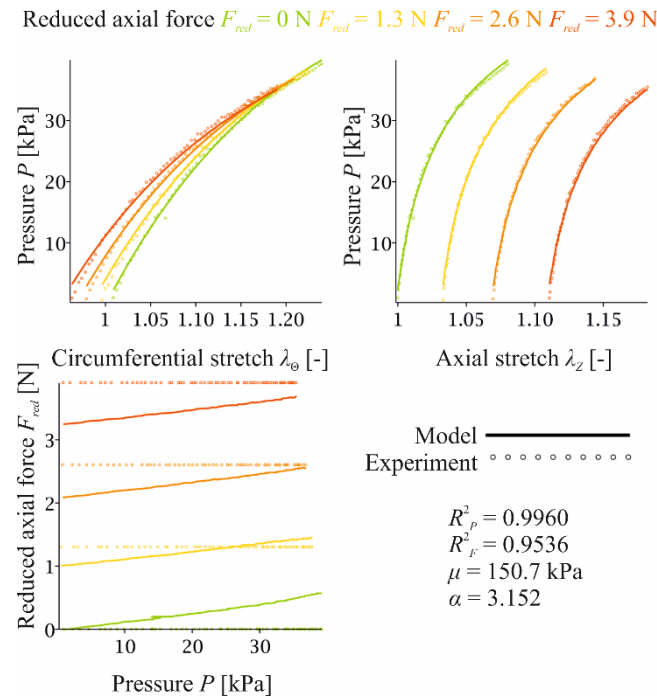 Reduced axial force F_red = 0 N F_red = 1.3 N F_red = 2.6 N F_red = 3.9 N
Pressure P [kPa]
30
20
10
1 1.05 1.10 1.15 1.20
Circumferential stretch λ_Θ [-]
Pressure P [kPa]
30
20
10
1 1.05 1.10 1.15
Axial stretch λ_Z [-]
Reduced axial force F_red [N]
3
2
1
0
10 20 30
Pressure P [kPa]
Model
Experiment
R²_P = 0.9960
R²_F = 0.9536
μ = 150.7 kPa
α = 3.152